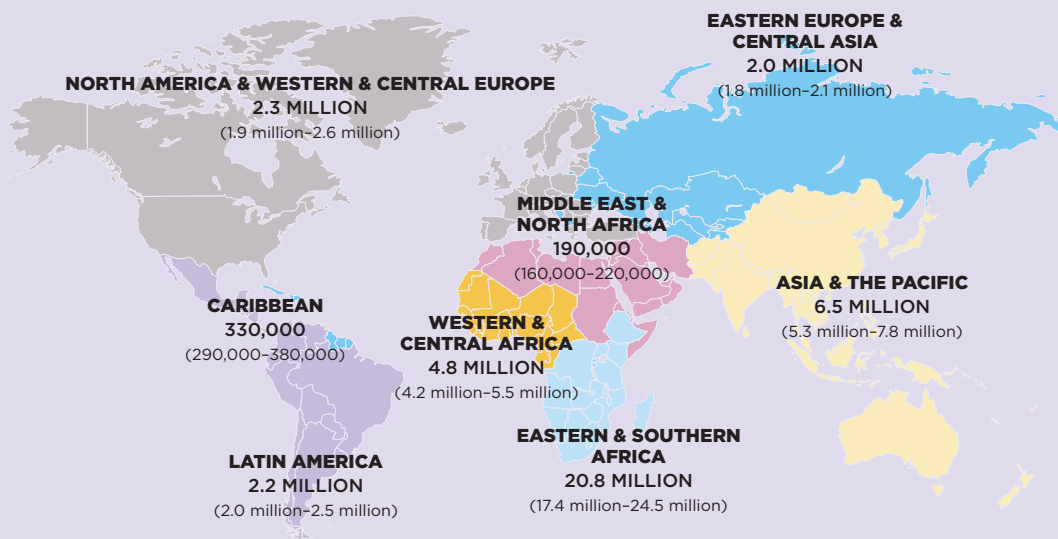 EASTERN EUROPE &
CENTRAL ASIA
2.0 MILLION
(1.8 million–2.1 million)
NORTH AMERICA & WESTERN & CENTRAL EUROPE
2.3 MILLION
(1.9 million–2.6 million)
MIDDLE EAST &
NORTH AFRICA
190,000
(160,000–220,000)
ASIA & THE PACIFIC
6.5 MILLION
(5.3 million–7.8 million)
CARIBBEAN
330,000
(290,000–380,000)
WESTERN &
CENTRAL AFRICA
4.8 MILLION
(4.2 million–5.5 million)
EASTERN & SOUTHERN
AFRICA
20.8 MILLION
(17.4 million–24.5 million)
LATIN AMERICA
2.2 MILLION
(2.0 million–2.5 million)